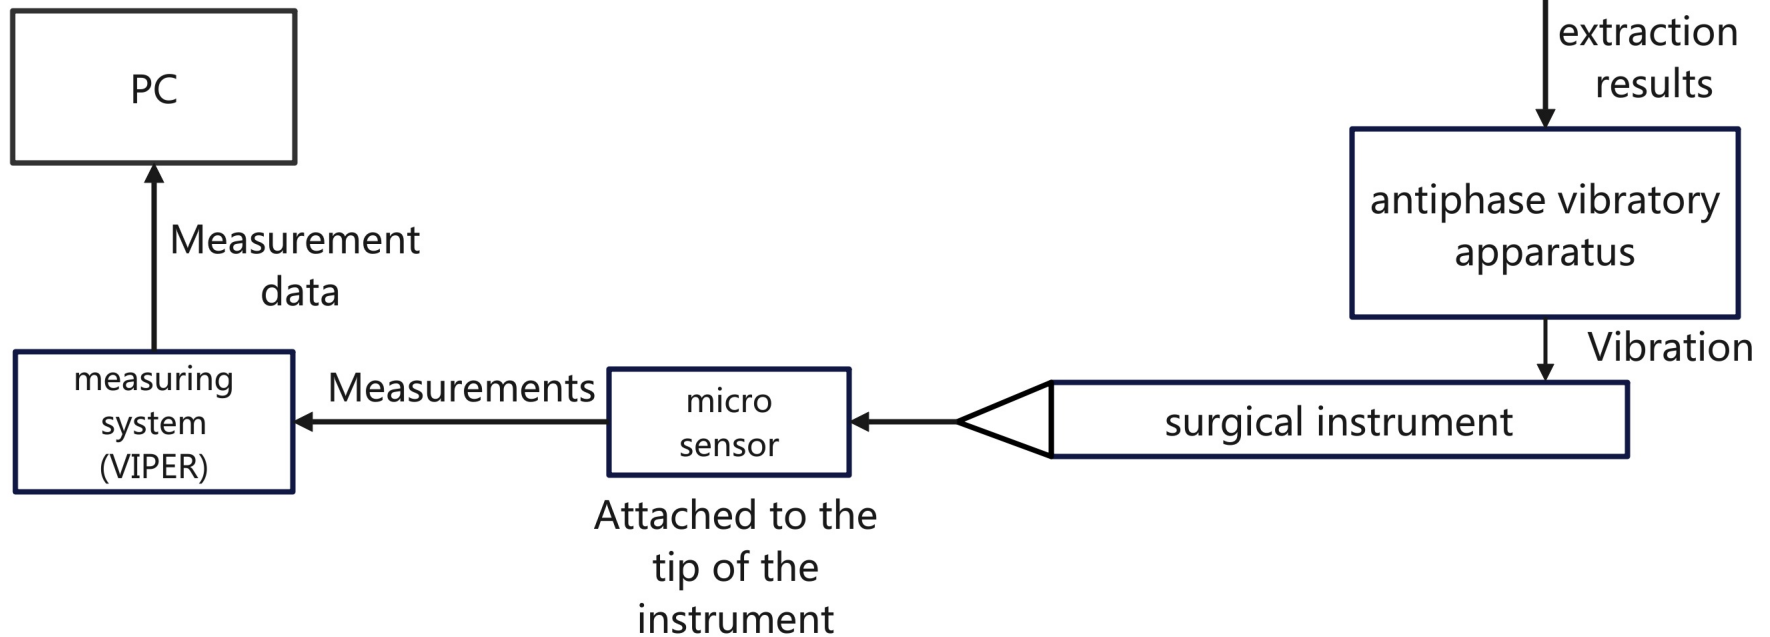 PC
extraction
results
antiphase vibratory
apparatus
Measurement
data
Vibration
measuring
system
(VIPER)
Measurements
micro
sensor
surgical instrument
Attached to the
tip of the
instrument